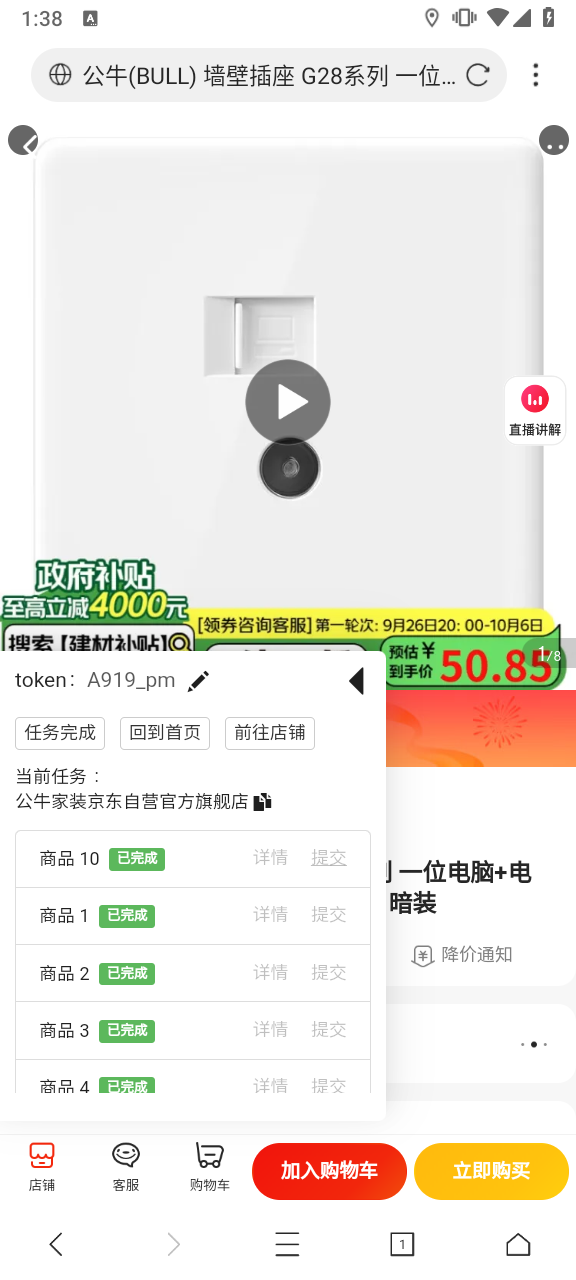 1:38
公牛(BULL) 墙壁插座 G28系列 一位...
直播讲解
政府补贴
至高立减4000元
[领券咨询客服] 第一轮次: 9月26日20: 00-10月6日
搜索【建材补贴】
预估¥
到手价 50.85
1/8
token: A919_pm
任务完成 回到首页 前往店铺
当前任务：
公牛家装京东自营官方旗舰店
列 一位电脑+电
商品 10 已完成 详情 提交
暗装
商品 1 已完成 详情 提交
降价通知
商品 2 已完成 详情 提交
商品 3 已完成 详情 提交
商品 4 已完成 详情 提交
店铺 客服 购物车 加入购物车 立即购买
1